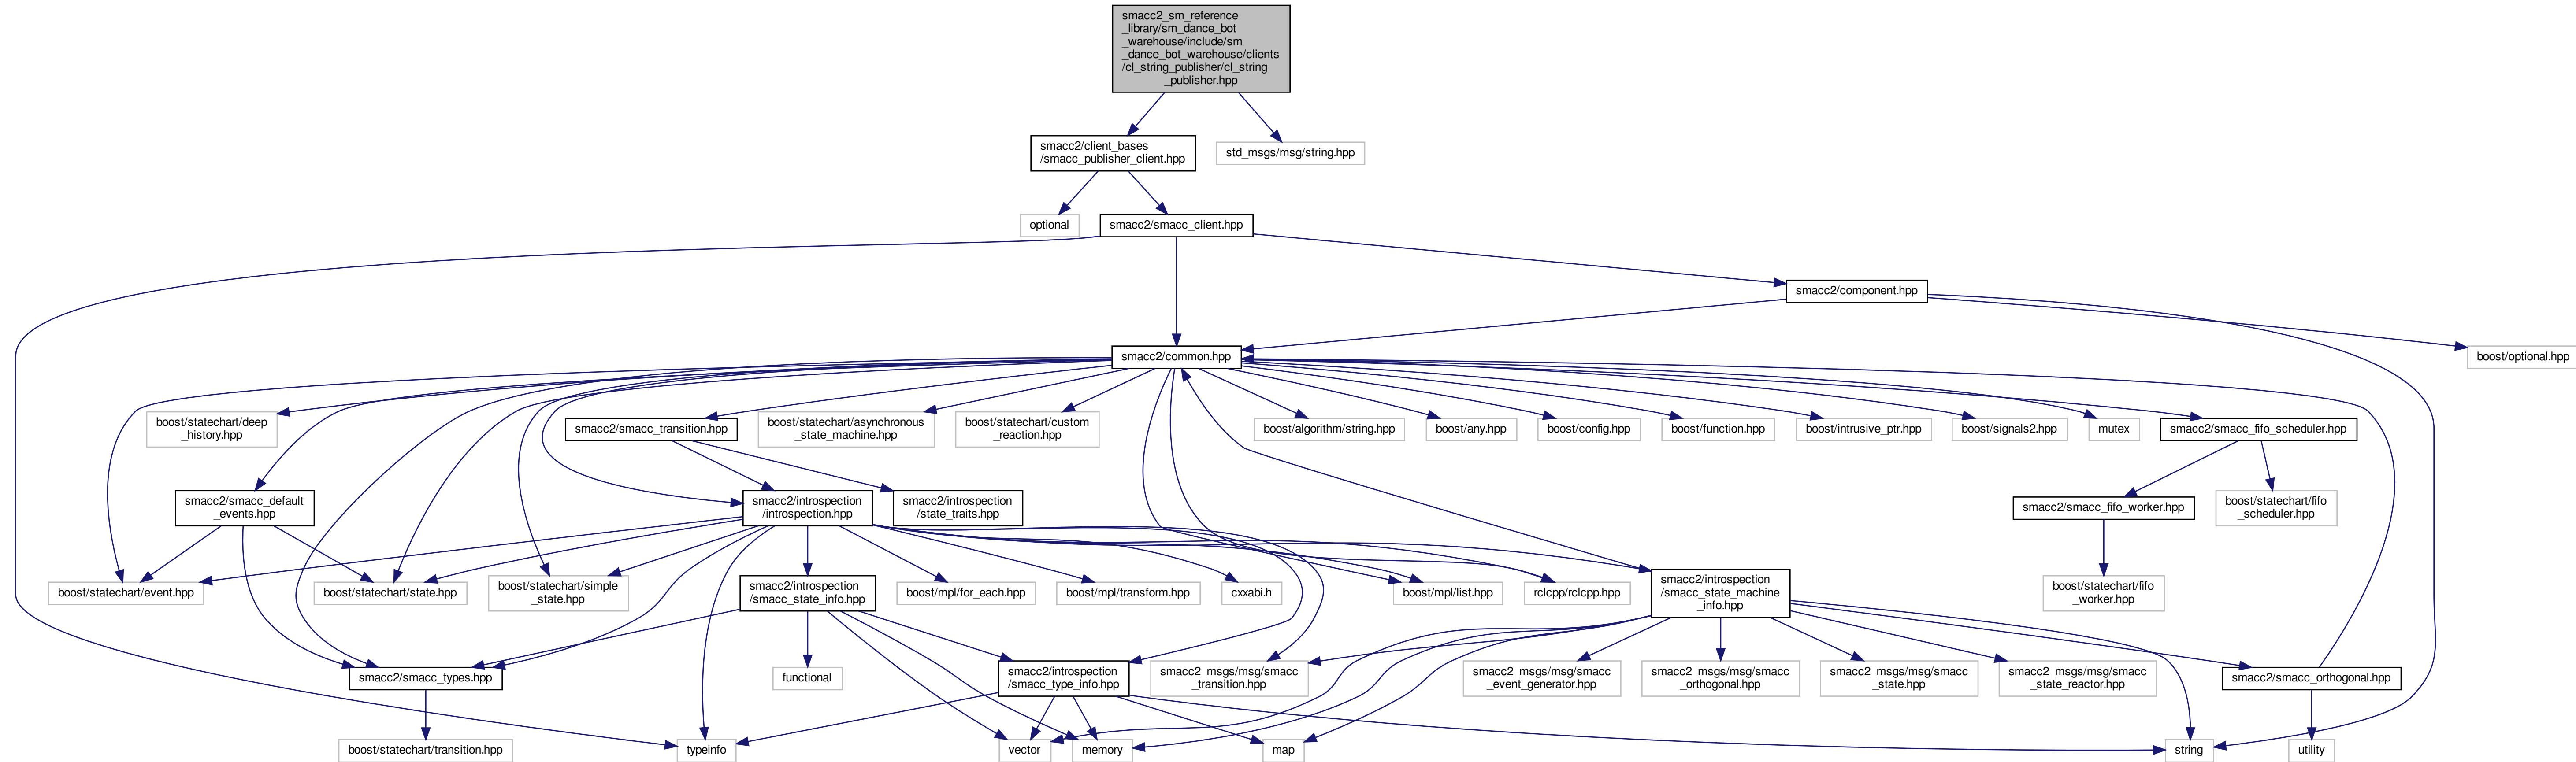 smacc2_sm_reference
_library/sm_dance_bot
_warehouse/include/sm
_dance_bot_warehouse/clients
/cl_string_publisher/cl_string
_publisher.hpp
smacc2/client_bases
/smacc_publisher_client.hpp
std_msgs/msg/string.hpp
optional
smacc2/smacc_client.hpp
smacc2/component.hpp
smacc2/common.hpp
boost/optional.hpp
boost/statechart/deep
_history.hpp
smacc2/smacc_transition.hpp
boost/statechart/asynchronous
_state_machine.hpp
boost/statechart/custom
_reaction.hpp
boost/algorithm/string.hpp
boost/any.hpp
boost/config.hpp
boost/function.hpp
boost/intrusive_ptr.hpp
boost/signals2.hpp
mutex
smacc2/smacc_fifo_scheduler.hpp
smacc2/smacc_default
_events.hpp
smacc2/introspection
/introspection.hpp
smacc2/introspection
/state_traits.hpp
smacc2/smacc_fifo_worker.hpp
boost/statechart/fifo
_scheduler.hpp
boost/statechart/event.hpp
boost/statechart/state.hpp
boost/statechart/simple
_state.hpp
smacc2/introspection
/smacc_state_info.hpp
boost/mpl/for_each.hpp
boost/mpl/transform.hpp
cxxabi.h
boost/mpl/list.hpp
rclcpp/rclcpp.hpp
smacc2/introspection
/smacc_state_machine
_info.hpp
boost/statechart/fifo
_worker.hpp
smacc2/smacc_types.hpp
functional
smacc2/introspection
/smacc_type_info.hpp
smacc2_msgs/msg/smacc
_transition.hpp
smacc2_msgs/msg/smacc
_event_generator.hpp
smacc2_msgs/msg/smacc
_orthogonal.hpp
smacc2_msgs/msg/smacc
_state.hpp
smacc2_msgs/msg/smacc
_state_reactor.hpp
smacc2/smacc_orthogonal.hpp
boost/statechart/transition.hpp
typeinfo
vector
memory
map
string
utility